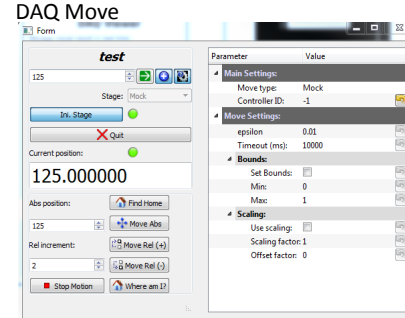 DAQ Move
Form
test
125
Stage: Mock
Ini. Stage
Quit
Current position:
125.000000
Abs position:
Find Home
125
Move Abs
Rel increment:
Move Rel (+)
2
Move Rel (-)
Stop Motion
Where am I?
Parameter Value
Main Settings:
Move type: Mock
Controller ID: -1
Move Settings:
epsilon 0.01
Timeout (ms): 10000
Bounds:
Set Bounds:
Min: 0
Max: 1
Scaling:
Use scaling:
Scaling factor: 1
Offset factor: 0